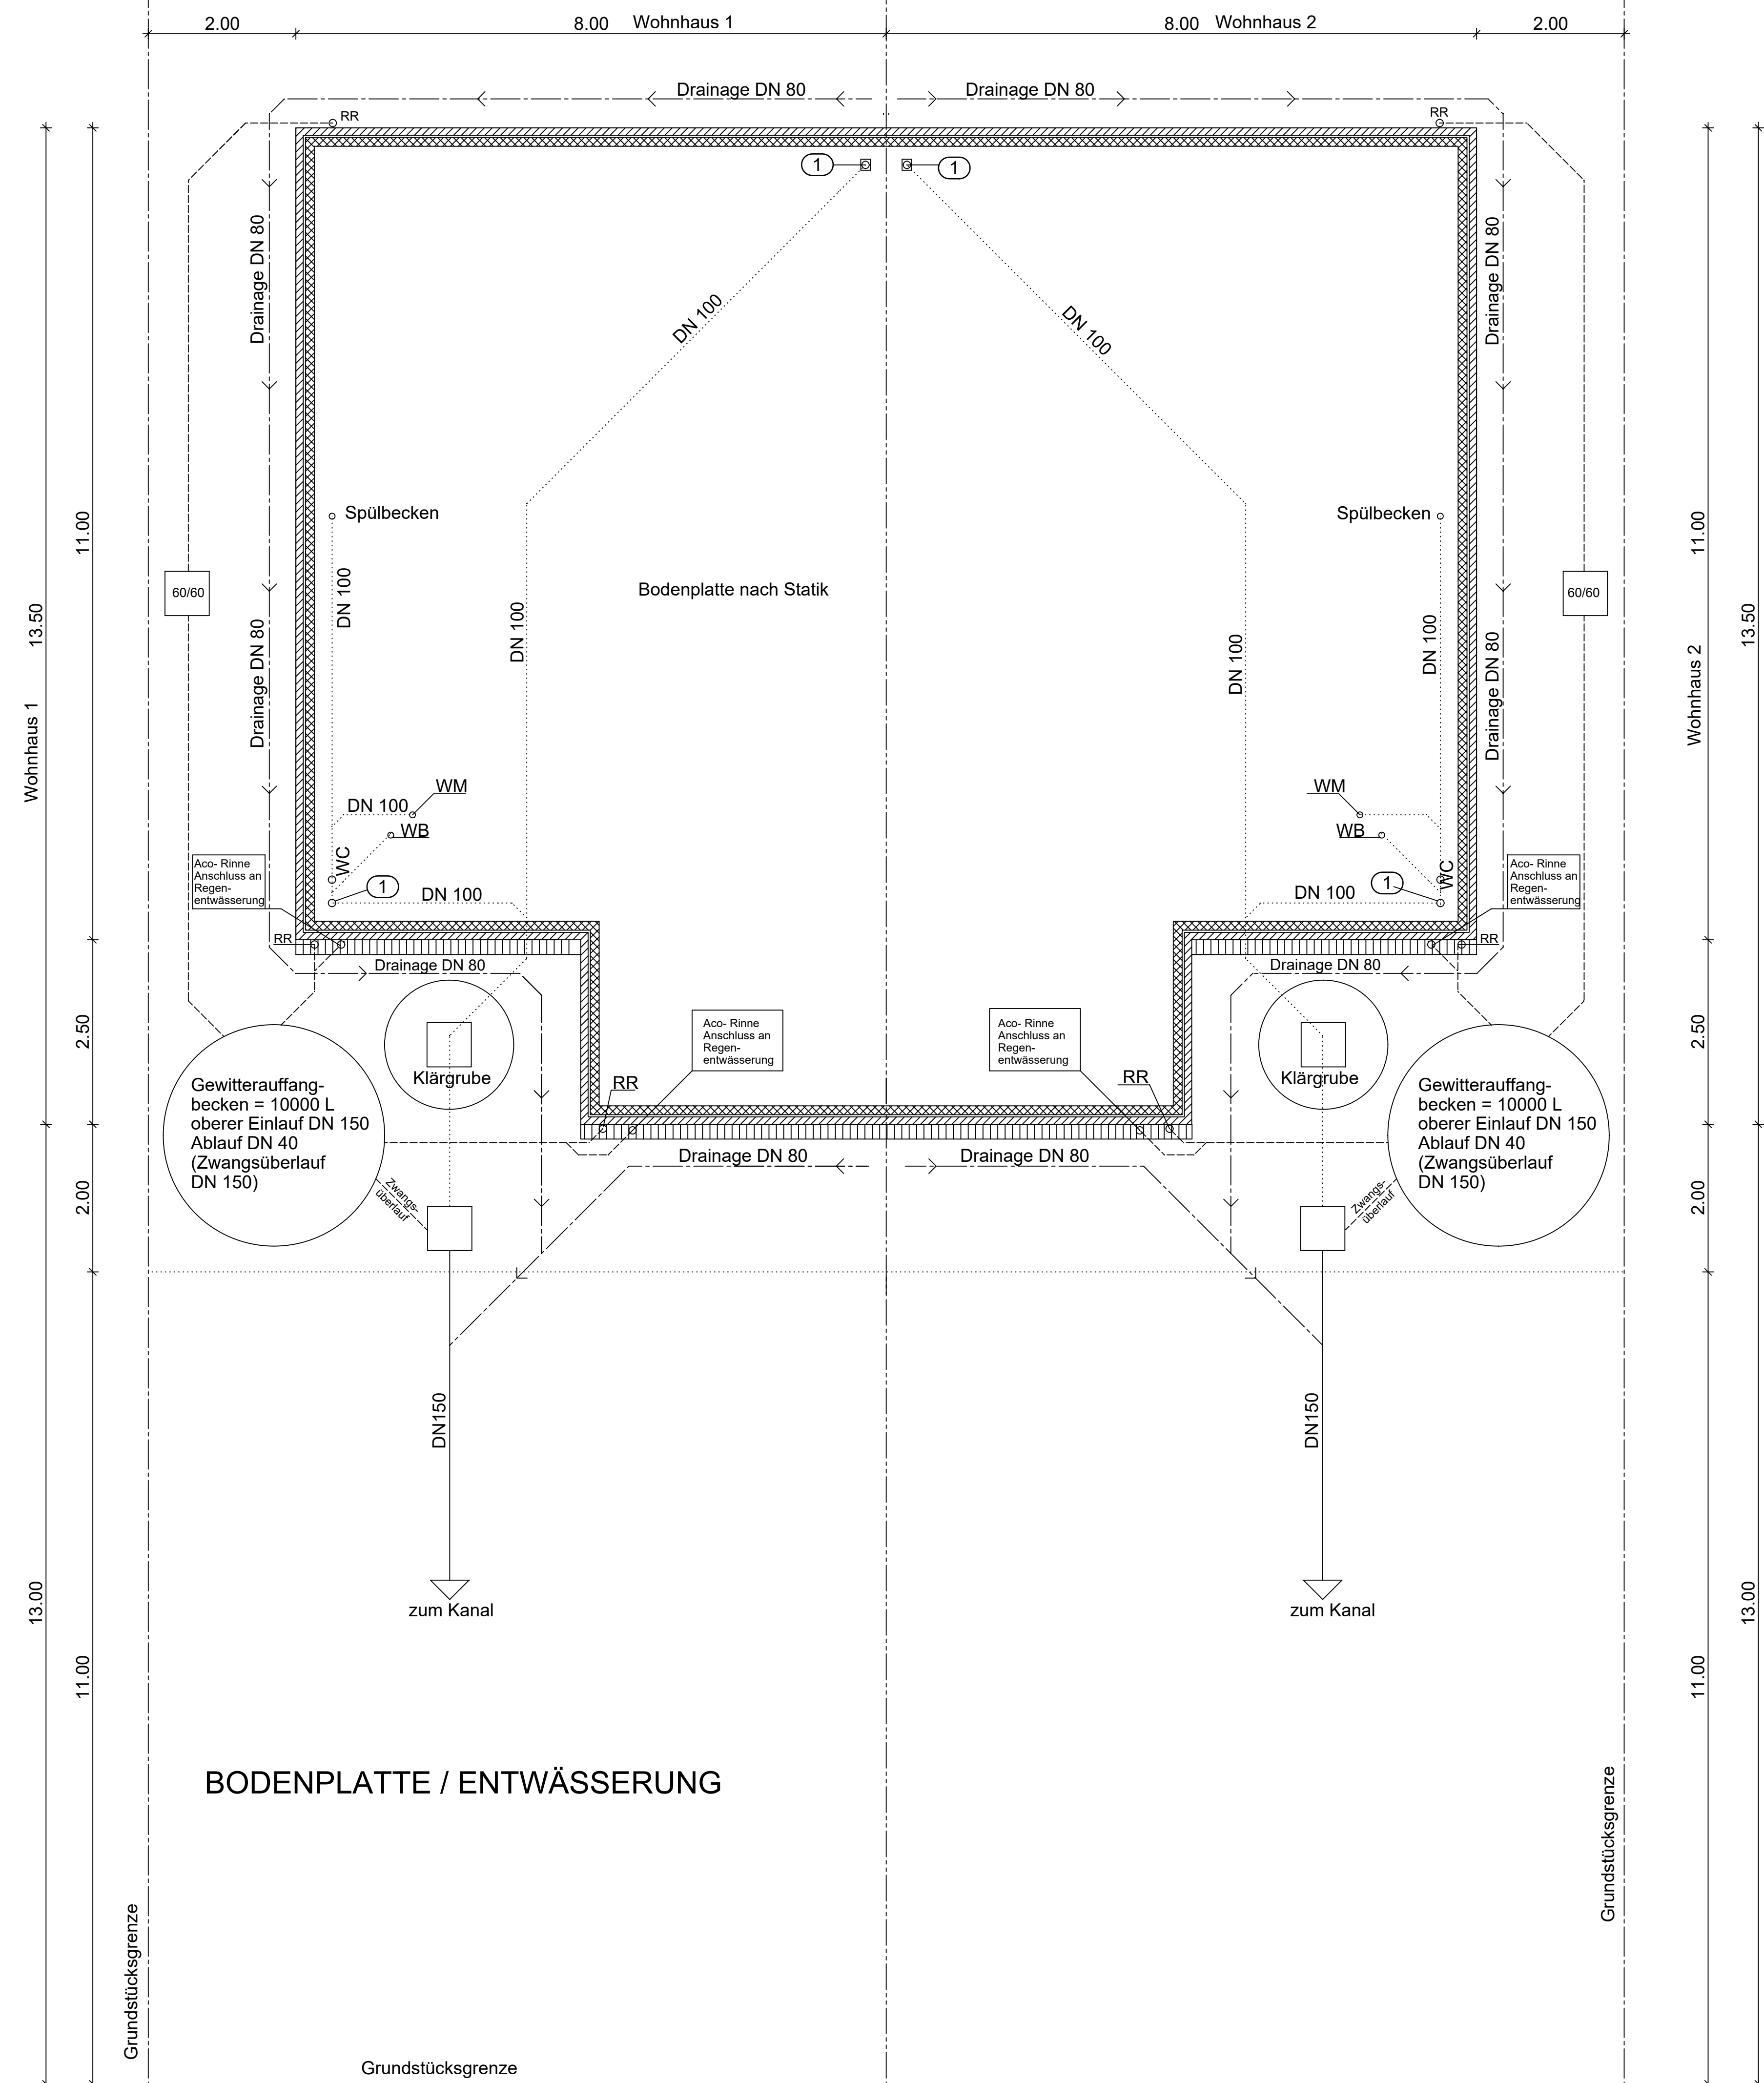 2.00
8.00
Wohnhaus 1
8.00
Wohnhaus 2
2.00
Drainage DN 80
Drainage DN 80
RR
RR
1
1
Drainage DN 80
Drainage DN 80
DN 100
DN 100
11.00
13.50
Wohnhaus 1
Spülbecken
Spülbecken
11.00
13.50
Wohnhaus 2
60/60
60/60
DN 100
DN 100
Bodenplatte nach Statik
DN 100
DN 100
Drainage DN 80
Drainage DN 80
WM
DN 100
WB
WC
1
DN 100
WM
WB
WC
1
DN 100
Aco- Rinne
Anschluss an
Regen-
entwässerung
Aco- Rinne
Anschluss an
Regen-
entwässerung
RR
RR
Drainage DN 80
Drainage DN 80
2.50
2.50
Aco- Rinne
Anschluss an
Regen-
entwässerung
Aco- Rinne
Anschluss an
Regen-
entwässerung
Klärgrube
Klärgrube
RR
RR
Gewitterauffang-
becken = 10000 L
oberer Einlauf DN 150
Ablauf DN 40
(Zwangsüberlauf
DN 150)
Gewitterauffang-
becken = 10000 L
oberer Einlauf DN 150
Ablauf DN 40
(Zwangsüberlauf
DN 150)
Drainage DN 80
Drainage DN 80
Zwangs-
überlauf
Zwangs-
überlauf
2.00
2.00
DN150
DN150
zum Kanal
zum Kanal
13.00
11.00
11.00
13.00
BODENPLATTE / ENTWÄSSERUNG
Grundstücksgrenze
Grundstücksgrenze
Grundstücksgrenze